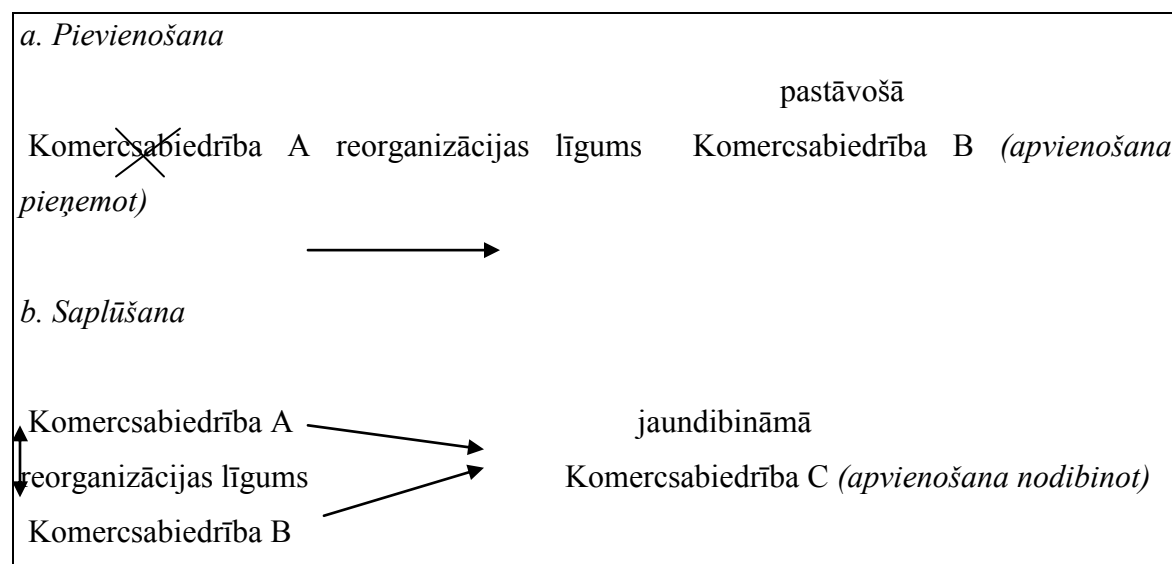 a. Pievienošana
pastāvošā
Komercsabiedrība A reorganizācijas līgums Komercsabiedrība B (apvienošana
pieņemot)
b. Saplūšana
Komercsabiedrība A jaundibināmā
reorganizācijas līgums Komercsabiedrība C (apvienošana nodibinot)
Komercsabiedrība B